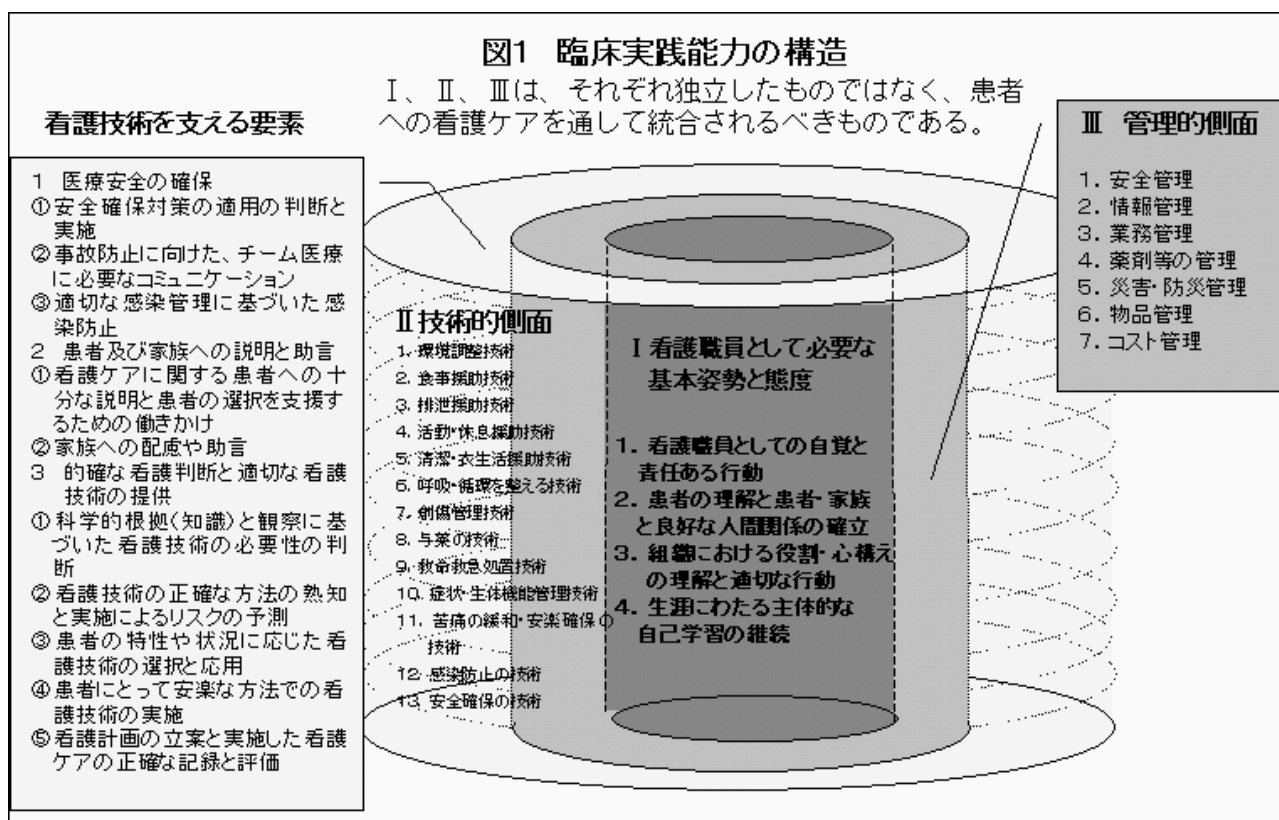 図1 臨床実践能力の構造
Ⅰ、Ⅱ、Ⅲは、それぞれ独立したものではなく、患者
への看護ケアを通して統合されるべきものである。
看護技術を支える要素
1 医療安全の確保
①安全確保対策の適用の判断と
実施
②事故防止に向けた、チーム医療
に必要なコミュニケーション
③適切な感染管理に基づいた感
染防止
2 患者及び家族への説明と助言
①看護ケアに関する患者への十
分な説明と患者の選択を支援す
るための働きかけ
②家族への配慮や助言
3 的確な看護判断と適切な看護
技術の提供
①科学的根拠(知識)と観察に基
づいた看護技術の必要性の判
断
②看護技術の正確な方法の熟知
と実施によるリスクの予測
③患者の特性や状況に応じた看
護技術の選択と応用
④患者にとって安楽な方法での看
護技術の実施
⑤看護計画の立案と実施した看護
ケアの正確な記録と評価
Ⅱ技術的側面
1. 環境調整技術
2. 食事援助技術
3. 排泄援助技術
4. 活動・休息援助技術
5. 清潔・衣生活援助技術
6. 呼吸・循環を整える技術
7. 創傷管理技術
8. 与薬の技術
9. 救命救急処置技術
10. 症状・生体機能管理技術
11. 苦痛の緩和・安楽確保の
技術
12. 感染防止の技術
13. 安全確保の技術
Ⅰ看護職員として必要な
基本姿勢と態度
1. 看護職員としての自覚と
責任ある行動
2. 患者の理解と患者・家族
と良好な人間関係の確立
3. 組織における役割・心構え
の理解と適切な行動
4. 生涯にわたる主体的な
自己学習の継続
Ⅲ 管理的側面
1. 安全管理
2. 情報管理
3. 業務管理
4. 薬剤等の管理
5. 災害・防災管理
6. 物品管理
7. コスト管理